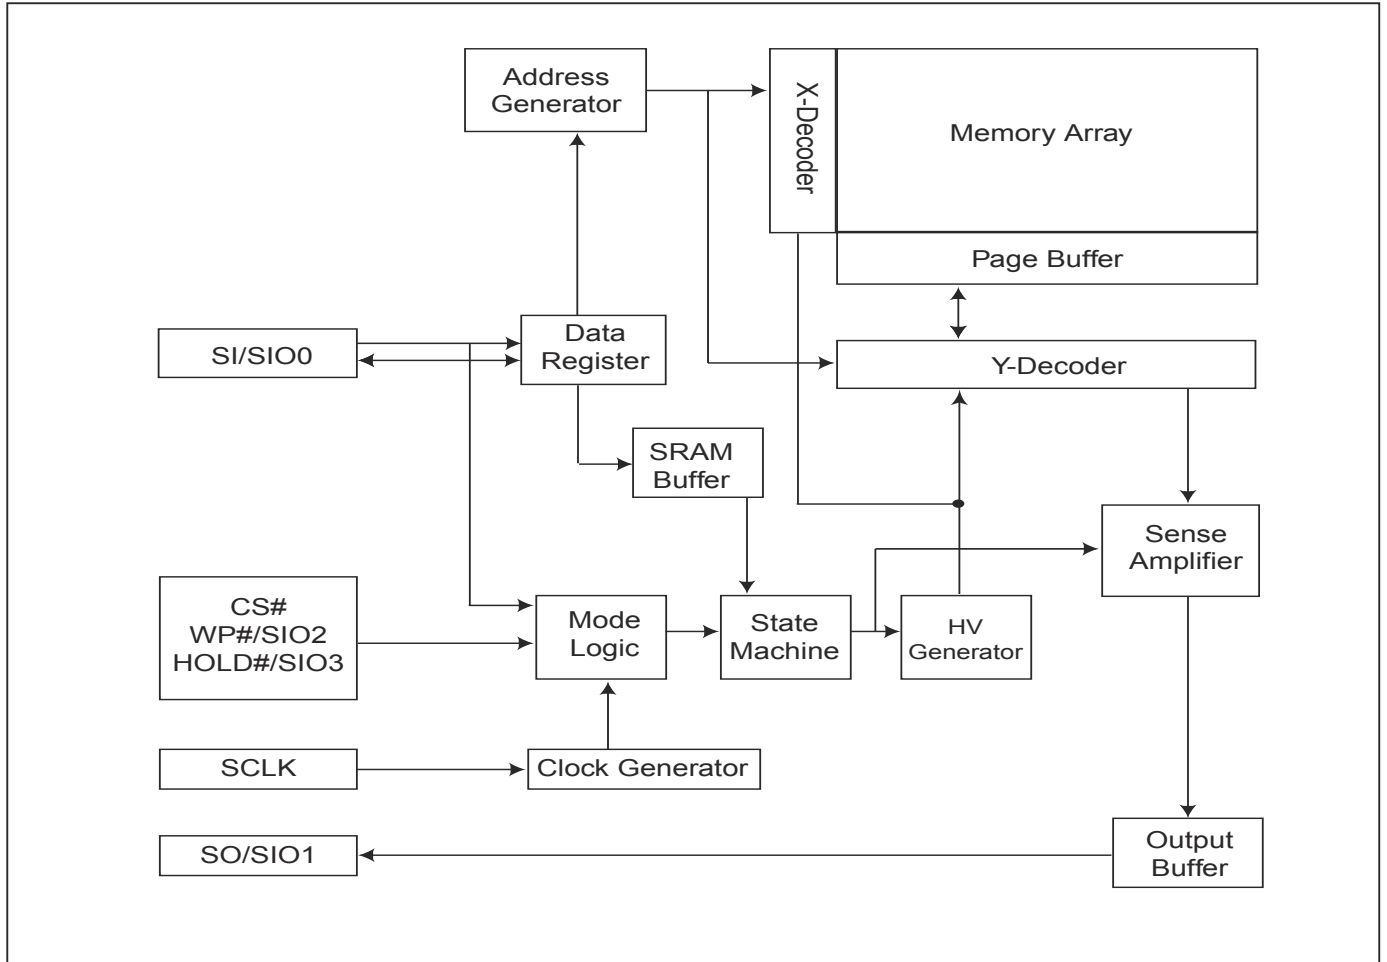 Address
Generator
X-Decoder
Memory Array
Page Buffer
SI/SIO0
Data
Register
Y-Decoder
SRAM
Buffer
Sense
Amplifier
CS#
WP#/SIO2
HOLD#/SIO3
Mode
Logic
State
Machine
HV
Generator
SCLK
Clock Generator
SO/SIO1
Output
Buffer